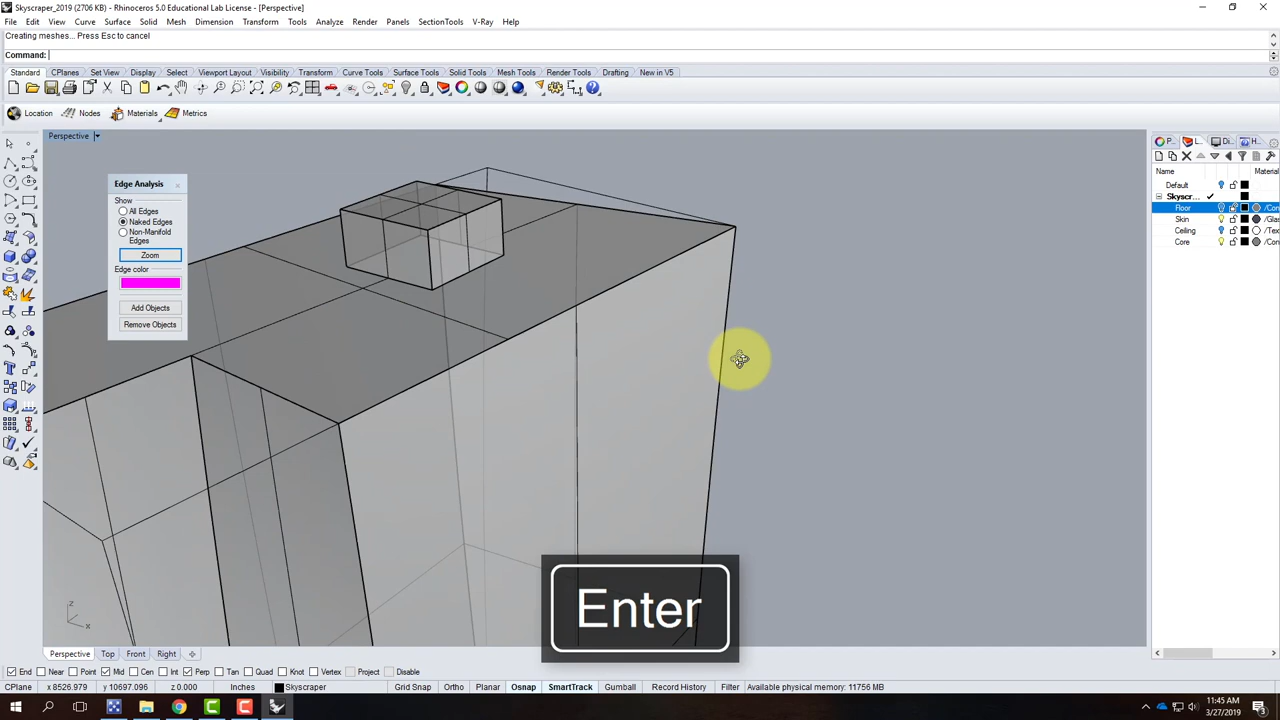 Skyscraper_2019 (2706 KB) - Rhinoceros 5.0 Educational Lab License - [Perspective]
File Edit View Curve Surface Solid Mesh Dimension Transform Tools Analyze Render Panels SectionTools V-Ray Help
Creating meshes... Press Esc to cancel
Command:
Standard CPlanes Set View Display Select Viewport Layout Visibility Transform Curve Tools Surface Tools Solid Tools Mesh Tools Render Tools Drafting New in V5
Location Nodes Materials Metrics
Perspective
P... L... Di... H...
Name Material
Default
Skyscr...
Floor /Con
Skin /Glas
Ceiling /Tex
Core /Con
Edge Analysis
Show
All Edges
Naked Edges
Non-Manifold
Edges
Zoom
Edge color
Add Objects
Remove Objects
Enter
z
x
Perspective Top Front Right
End Near Point Mid Cen Int Perp Tan Quad Knot Vertex Project Disable
CPlane x 8526.979 y 10697.096 z 0.000 Inches Skyscraper Grid Snap Ortho Planar Osnap SmartTrack Gumball Record History Filter Available physical memory: 11756 MB
11:45 AM
3/27/2019